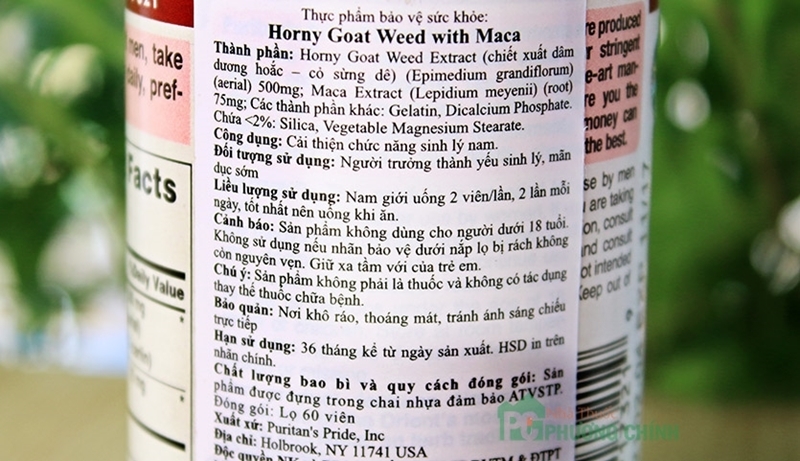 Thực phẩm bảo vệ sức khỏe:
Horny Goat Weed with Maca
Thành phần: Horny Goat Weed Extract (chiết xuất dâm
dương hoắc – cỏ sừng dê) (Epimedium grandiflorum)
(aerial) 500mg; Maca Extract (Lepidium meyenii) (root)
75mg; Các thành phần khác: Gelatin, Dicalcium Phosphate.
Chứa <2%: Silica, Vegetable Magnesium Stearate.
Công dụng: Cải thiện chức năng sinh lý nam.
Đối tượng sử dụng: Người trưởng thành yếu sinh lý, mãn
dục sớm
Liều lượng sử dụng: Nam giới uống 2 viên/lần, 2 lần mỗi
ngày, tốt nhất nên uống khi ăn.
Cảnh báo: Sản phẩm không dùng cho người dưới 18 tuổi.
Không sử dụng nếu nhãn bảo vệ dưới nắp lọ bị rách không
còn nguyên vẹn. Giữ xa tầm với của trẻ em.
Chú ý: Sản phẩm không phải là thuốc và không có tác dụng
thay thế thuốc chữa bệnh.
Bảo quản: Nơi khô ráo, thoáng mát, tránh ánh sáng chiếu
trực tiếp
Hạn sử dụng: 36 tháng kể từ ngày sản xuất. HSD in trên
nhãn chính.
Chất lượng bao bì và quy cách đóng gói: Sản
phẩm được đựng trong chai nhựa đảm bảo ATVSTP.
Đóng gói: Lọ 60 viên
Xuất xứ: Puritan's Pride, Inc
Địa chỉ: Holbrook, NY 11741 USA
men, take
daily, pref-
Facts
Daily Value
re produced
r stringent
e-art man-
re you the
money can
the best.
se by men
are taking
consult
nd consult
ot intended
Keep out of
PHƯƠNG CHÍNH